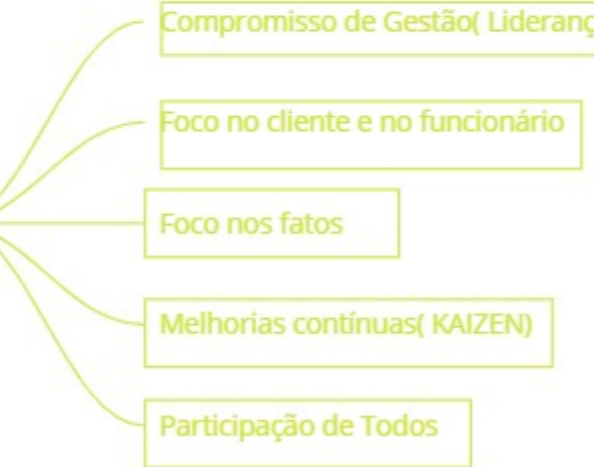 Compromisso de Gestão( Lideranç
Foco no cliente e no funcionário
Foco nos fatos
Melhorias contínuas( KAIZEN)
Participação de Todos